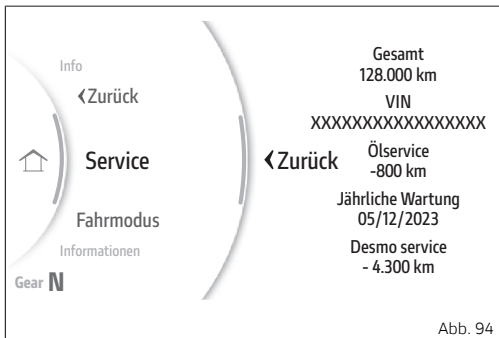 Info
Zurück
Service
Fahrmodus
Informationen
Gear N
Zurück
Gesamt
128.000 km
VIN
XXXXXXXXXXXXXXXXX
Ölservice
-800 km
Jährliche Wartung
05/12/2023
Desmo service
- 4.300 km
Abb. 94